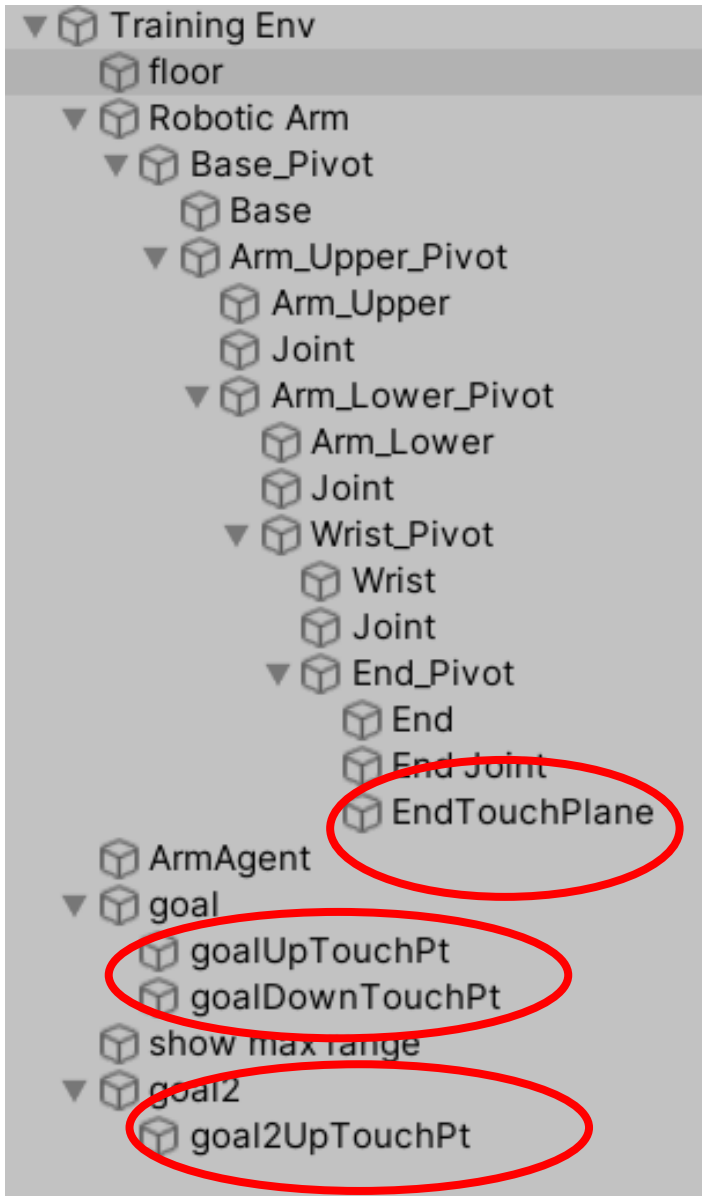 Training Env
floor
Robotic Arm
Base_Pivot
Base
Arm_Upper_Pivot
Arm_Upper
Joint
Arm_Lower_Pivot
Arm_Lower
Joint
Wrist_Pivot
Wrist
Joint
End_Pivot
End
End Joint
EndTouchPlane
ArmAgent
goal
goalUpTouchPt
goalDownTouchPt
show max range
goal2
goal2UpTouchPt